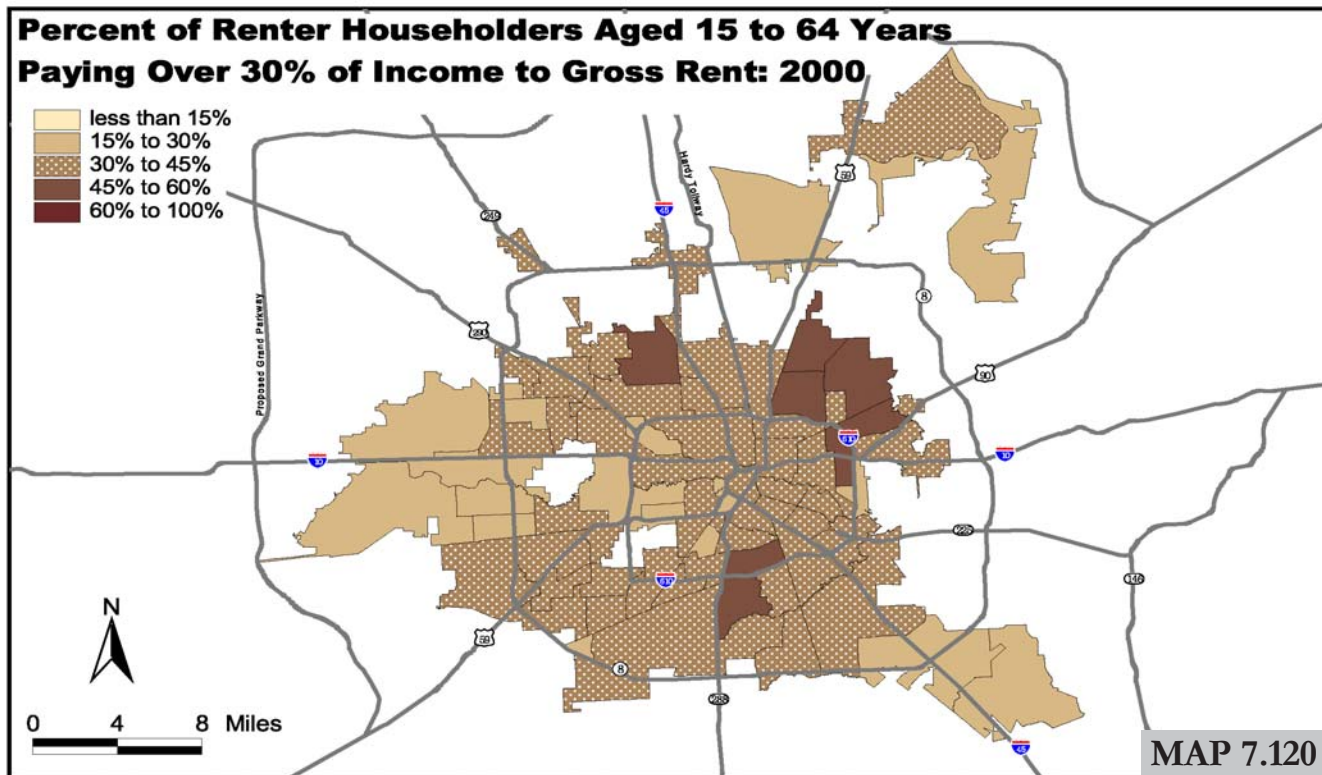 Percent of Renter Householders Aged 15 to 64 Years
Paying Over 30% of Income to Gross Rent: 2000
less than 15%
15% to 30%
30% to 45%
45% to 60%
60% to 100%
Hardy Tollway
59
45
249
Proposed Grand Parkway
290
8
90
610
10
10
225
146
610
59
8
288
45
N
0 4 8 Miles
MAP 7.120